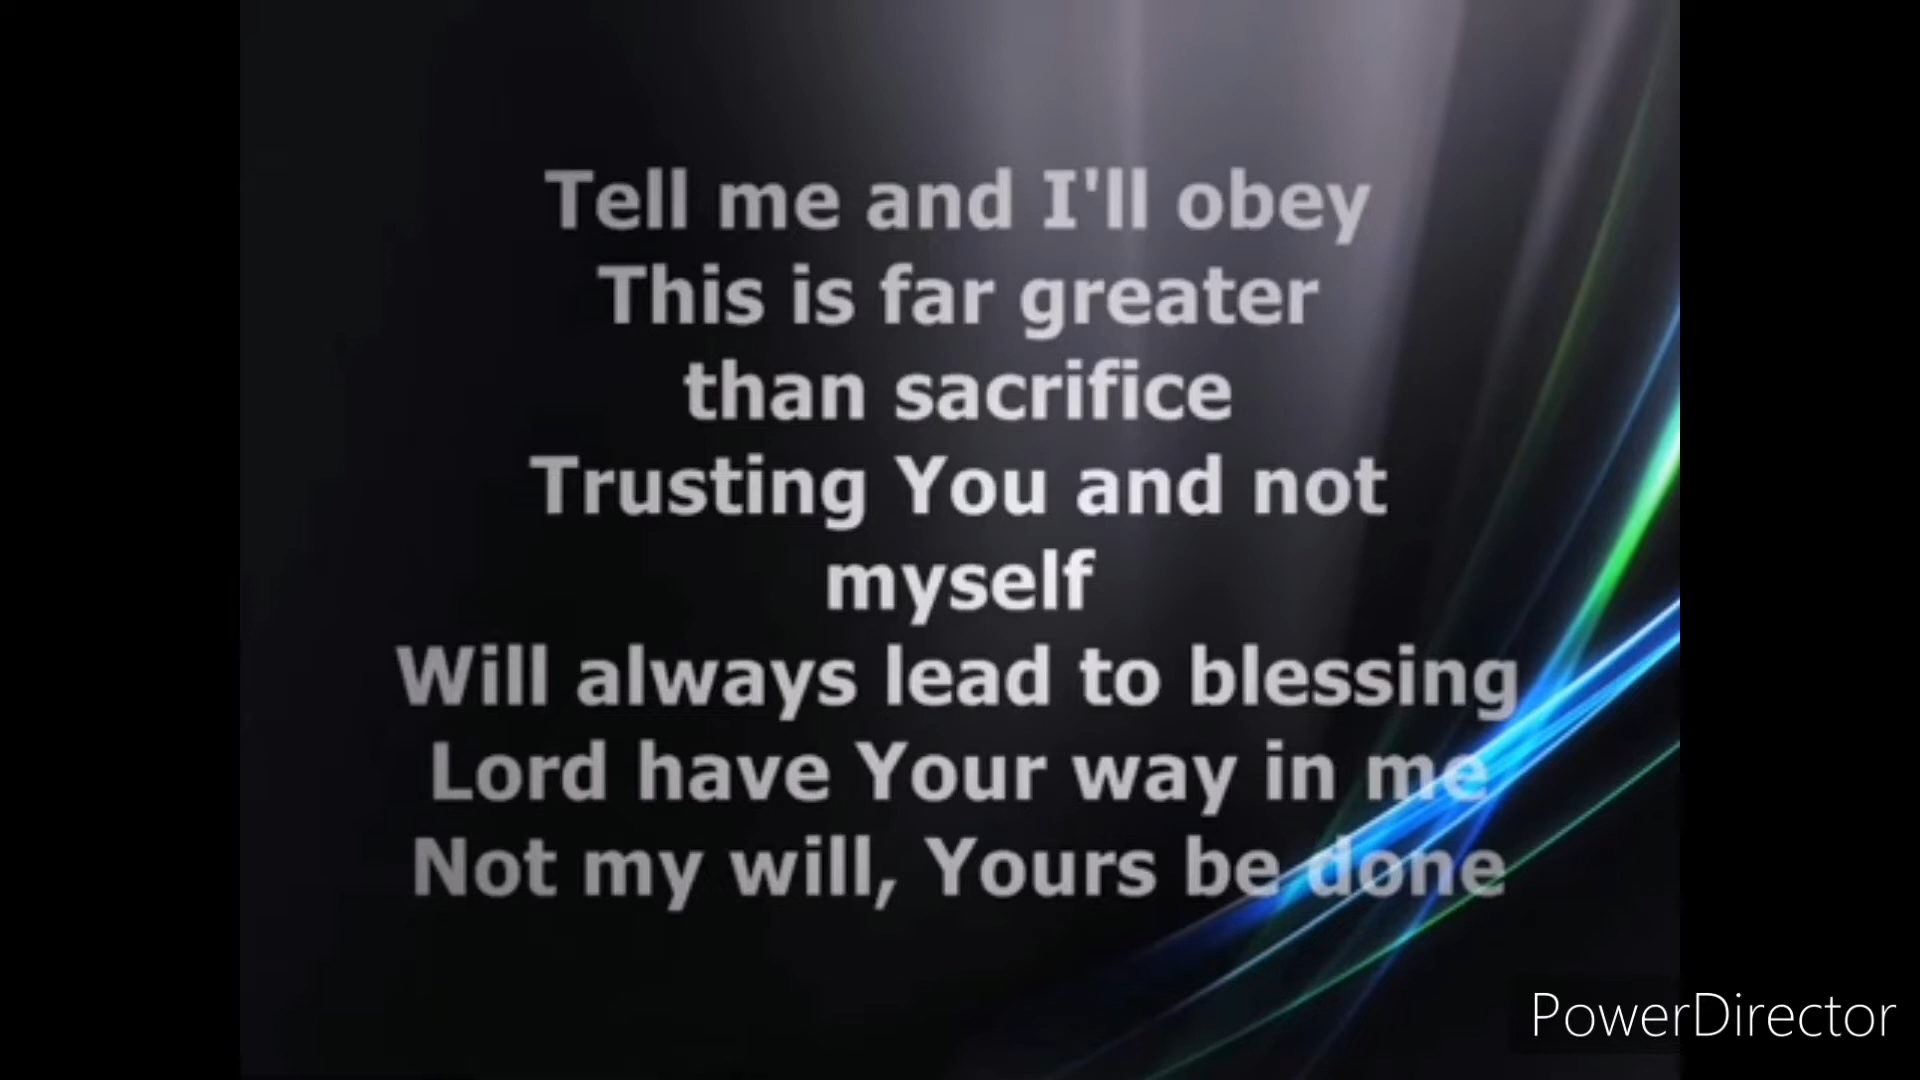 Tell me and I'll obey
This is far greater
than sacrifice
Trusting You and not
myself
Will always lead to blessing
Lord have Your way in me
Not my will, Yours be done
PowerDirector